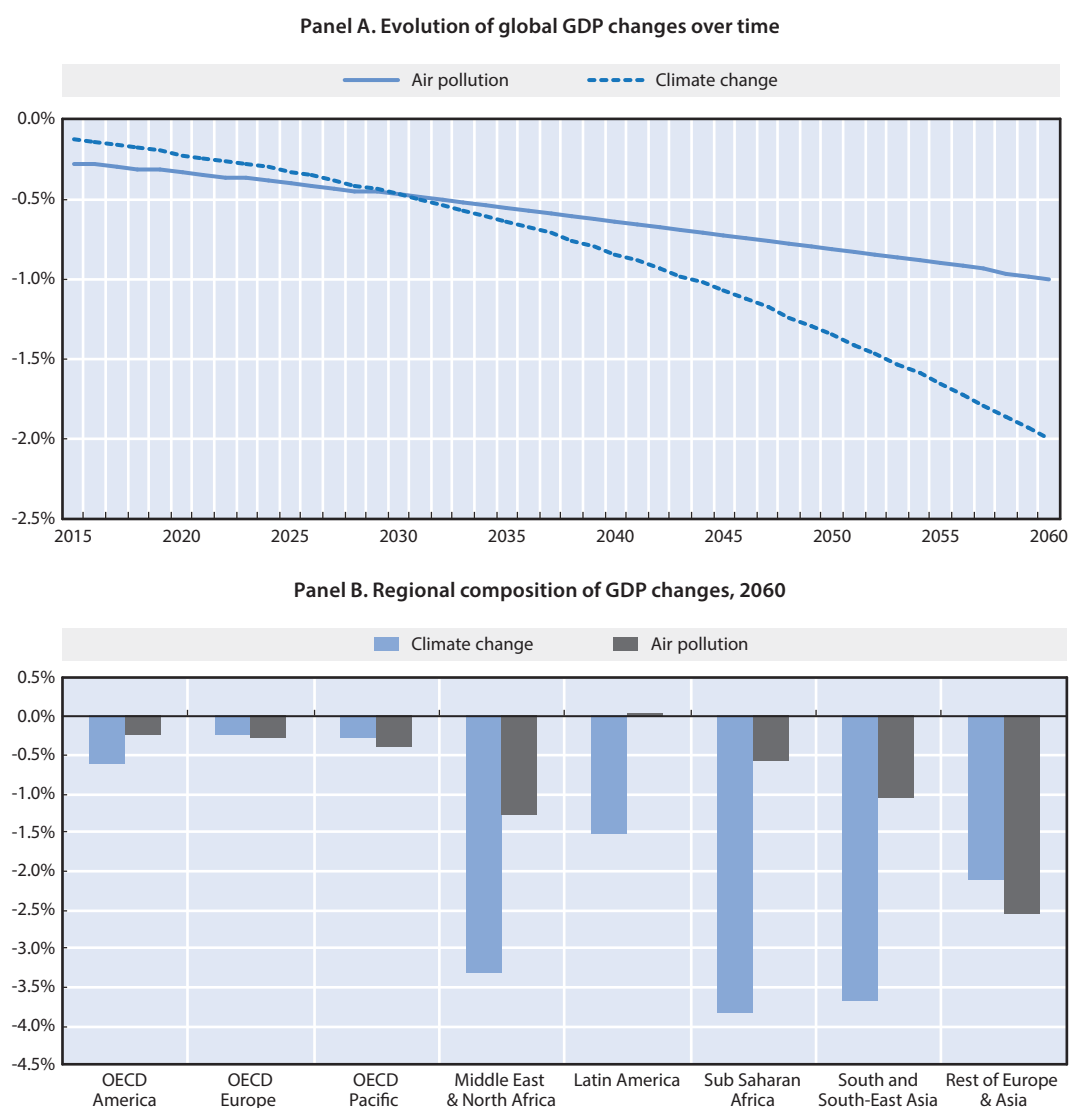 Panel A. Evolution of global GDP changes over time
Air pollution
Climate change
0.0%
-0.5%
-1.0%
-1.5%
-2.0%
-2.5%
2015 2020 2025 2030 2035 2040 2045 2050 2055 2060
Panel B. Regional composition of GDP changes, 2060
Climate change
Air pollution
0.5%
0.0%
-0.5%
-1.0%
-1.5%
-2.0%
-2.5%
-3.0%
-3.5%
-4.0%
-4.5%
OECD
America
OECD
Europe
OECD
Pacific
Middle East
& North Africa
Latin America
Sub Saharan
Africa
South and
South-East Asia
Rest of Europe
& Asia